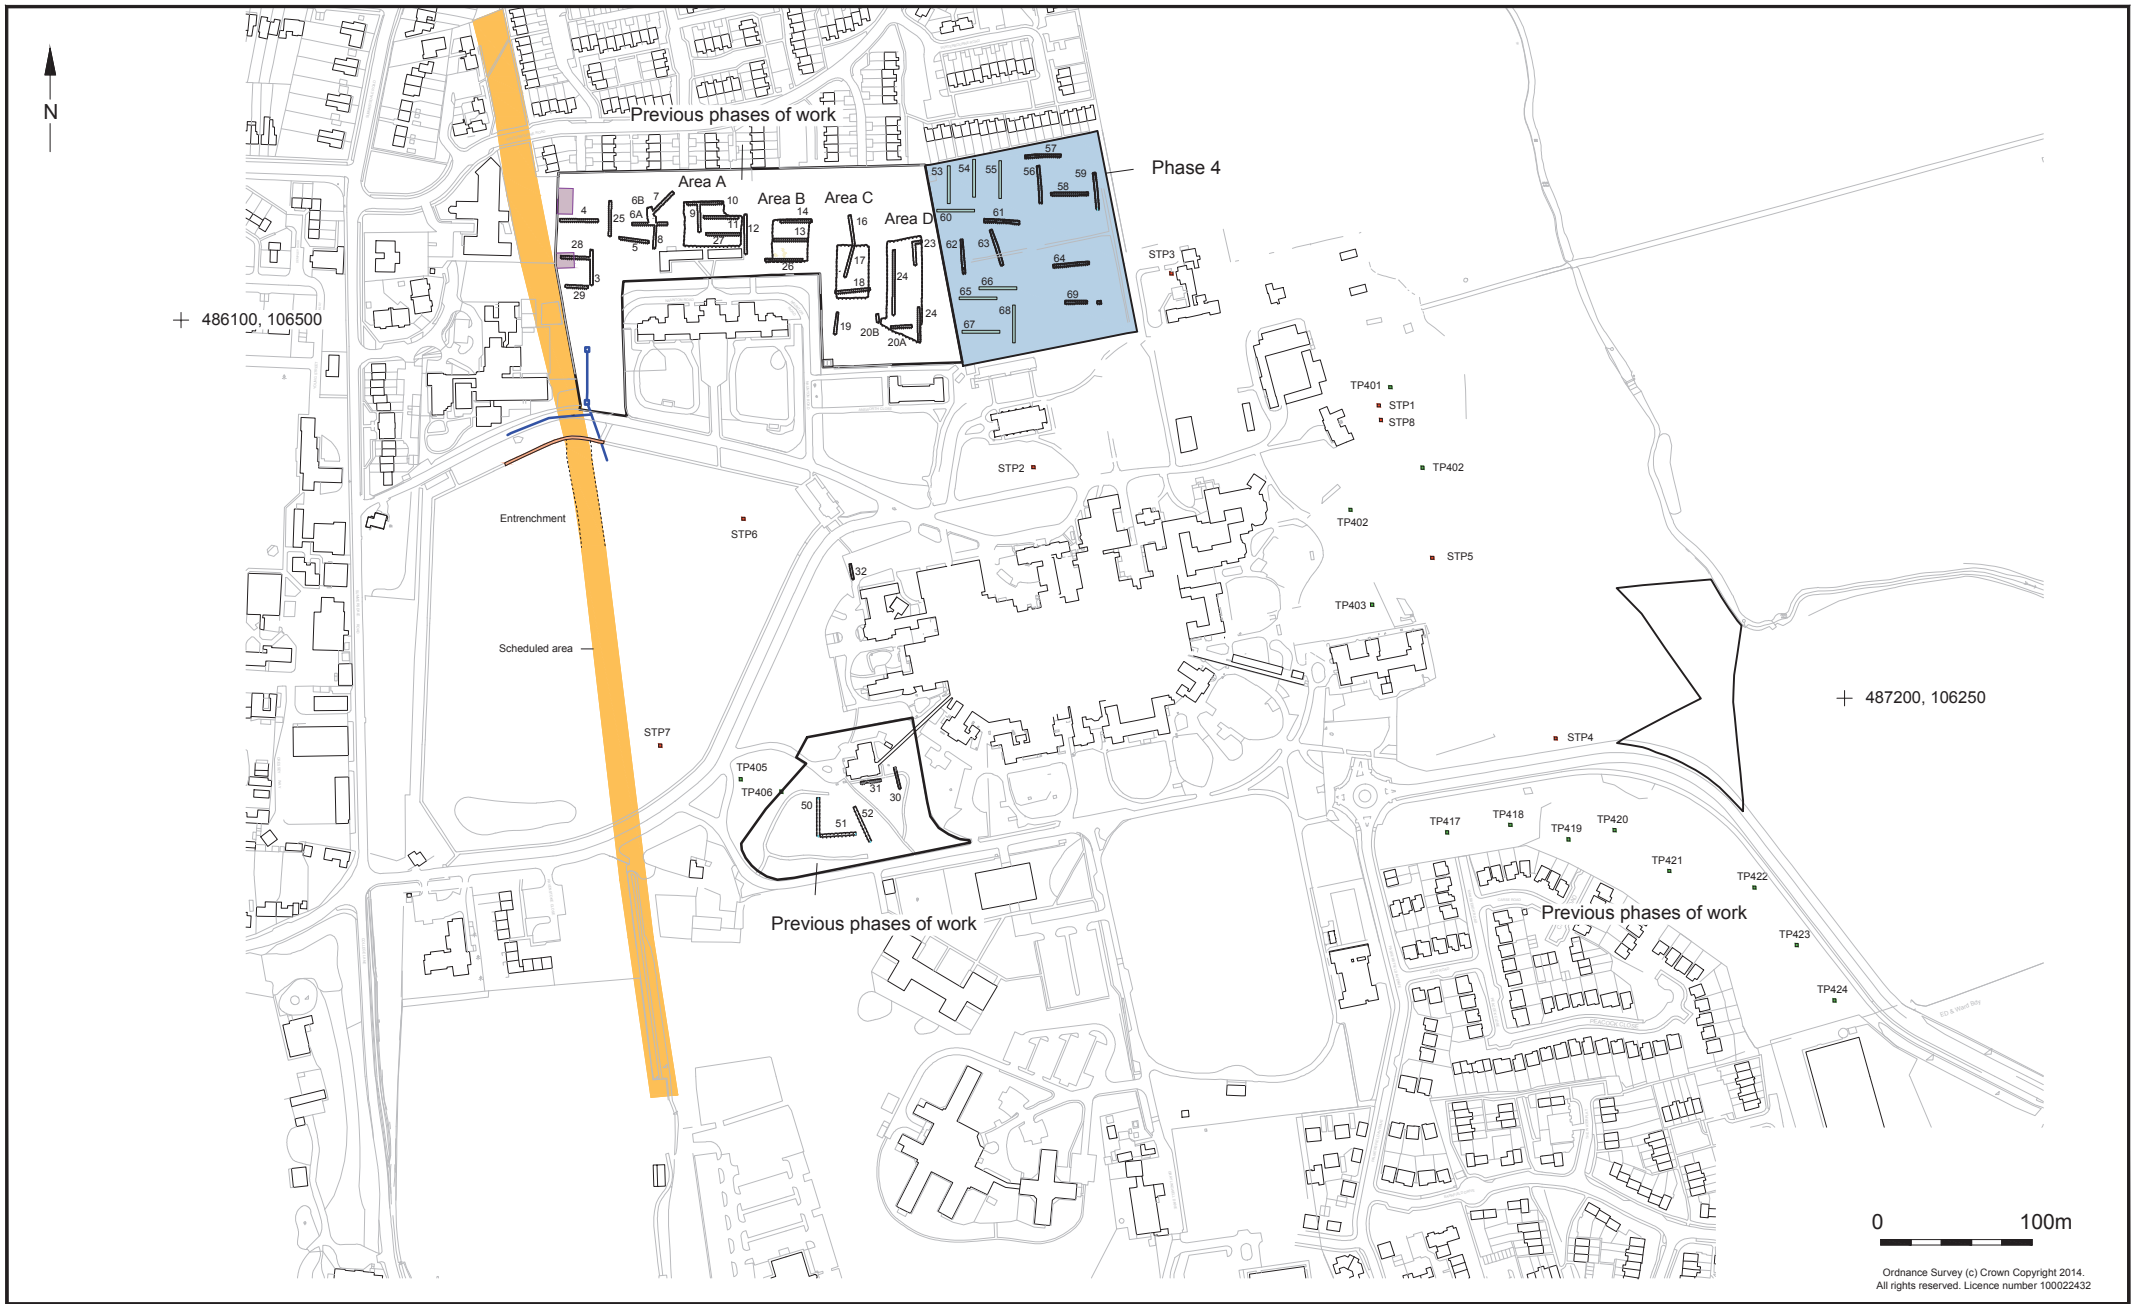 N
Previous phases of work
Phase 4
Area A
Area B
Area C
Area D
4
25
6B
6A
7
5
8
9
10
11
12
27
14
13
26
16
17
18
19
23
24
24
20B
20A
28
3
29
53
54
55
56
57
58
59
60
61
62
63
64
65
66
67
68
69
486100, 106500
STP3
TP401
STP1
STP8
STP2
TP402
TP402
STP5
TP403
STP6
Entrenchment
32
Scheduled area
STP7
487200, 106250
STP4
TP405
TP406
31
30
50
51
52
Previous phases of work
TP417
TP418
TP419
TP420
TP421
TP422
Previous phases of work
TP423
TP424
PEACOCK CLOSE
ED & Ward Bdy
0 100m
Ordnance Survey (c) Crown Copyright 2014.
All rights reserved. Licence number 100022432